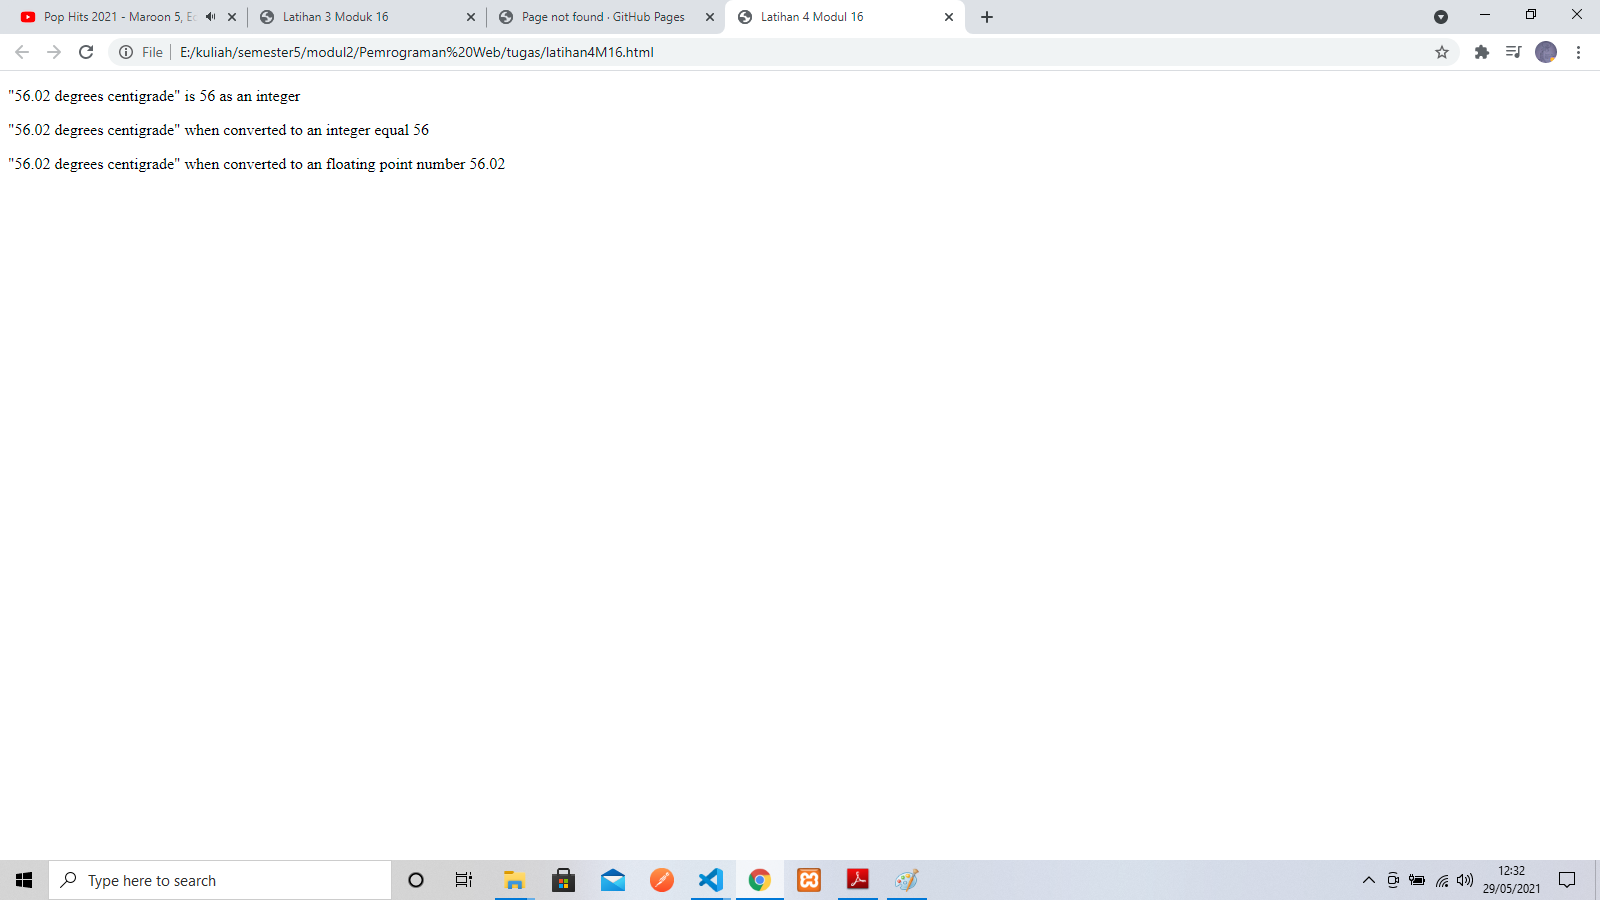 Pop Hits 2021 - Maroon 5, Ec
Latihan 3 Moduk 16
Page not found · GitHub Pages
Latihan 4 Modul 16
File
E:/kuliah/semester5/modul2/Pemrograman%20Web/tugas/latihan4M16.html
"56.02 degrees centigrade" is 56 as an integer
"56.02 degrees centigrade" when converted to an integer equal 56
"56.02 degrees centigrade" when converted to an floating point number 56.02
Type here to search
12:32
29/05/2021